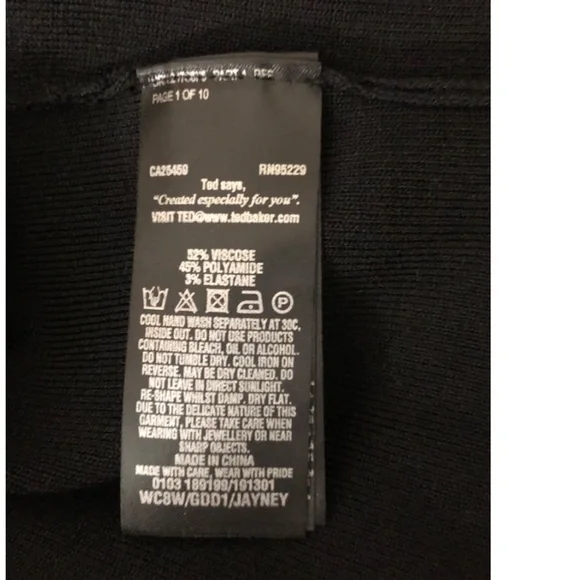 PAGE 1 OF 10
CA25459 RN95229
Ted says,
"Created especially for you".
VISIT TED@www.tedbaker.com
52% VISCOSE
45% POLYAMIDE
3% ELASTANE
P
COOL HAND WASH SEPARATELY AT 30C,
INSIDE OUT. DO NOT USE PRODUCTS
CONTAINING BLEACH, OIL OR ALCOHOL.
DO NOT TUMBLE DRY. COOL IRON ON
REVERSE. MAY BE DRY CLEANED. DO
NOT LEAVE IN DIRECT SUNLIGHT.
RE-SHAPE WHILST DAMP. DRY FLAT.
DUE TO THE DELICATE NATURE OF THIS
GARMENT, PLEASE TAKE CARE WHEN
WEARING WITH JEWELLERY OR NEAR
SHARP OBJECTS.
MADE IN CHINA
MADE WITH CARE, WEAR WITH PRIDE
0103 189199/191301
WC8W/GDD1/JAYNEY